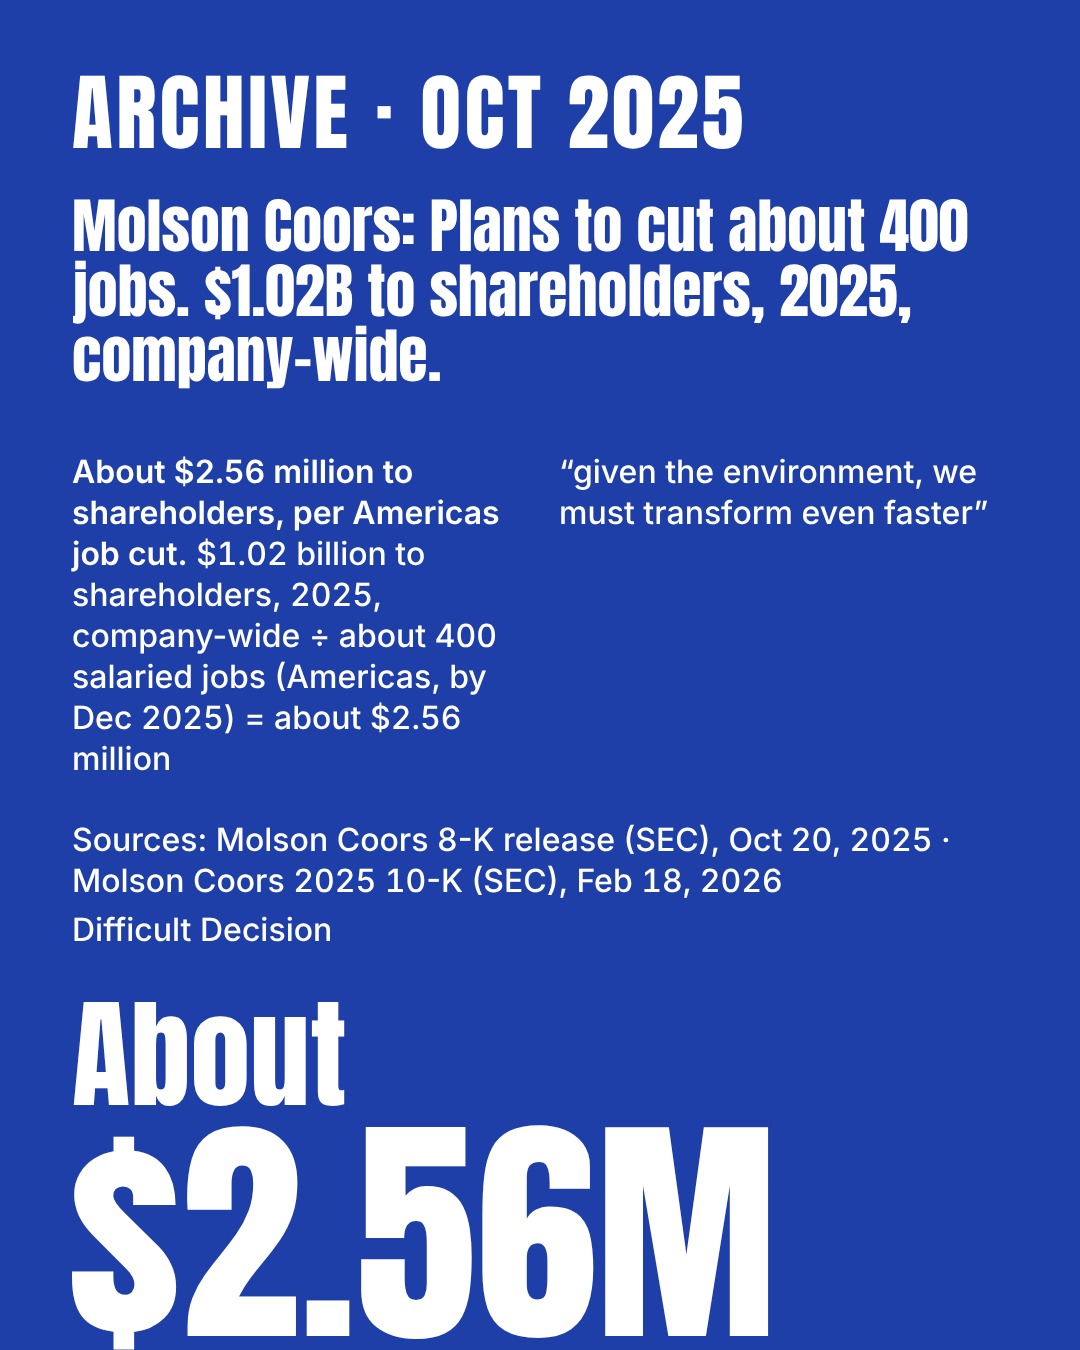 ARCHIVE · OCT 2025
Molson Coors: Plans to cut about 400
jobs. $1.02B to shareholders, 2025,
company-wide.
About $2.56 million to
shareholders, per Americas
job cut. $1.02 billion to
shareholders, 2025,
company-wide ÷ about 400
salaried jobs (Americas, by
Dec 2025) = about $2.56
million
“given the environment, we
must transform even faster”
Sources: Molson Coors 8-K release (SEC), Oct 20, 2025 ·
Molson Coors 2025 10-K (SEC), Feb 18, 2026
Difficult Decision
About
$2.56M